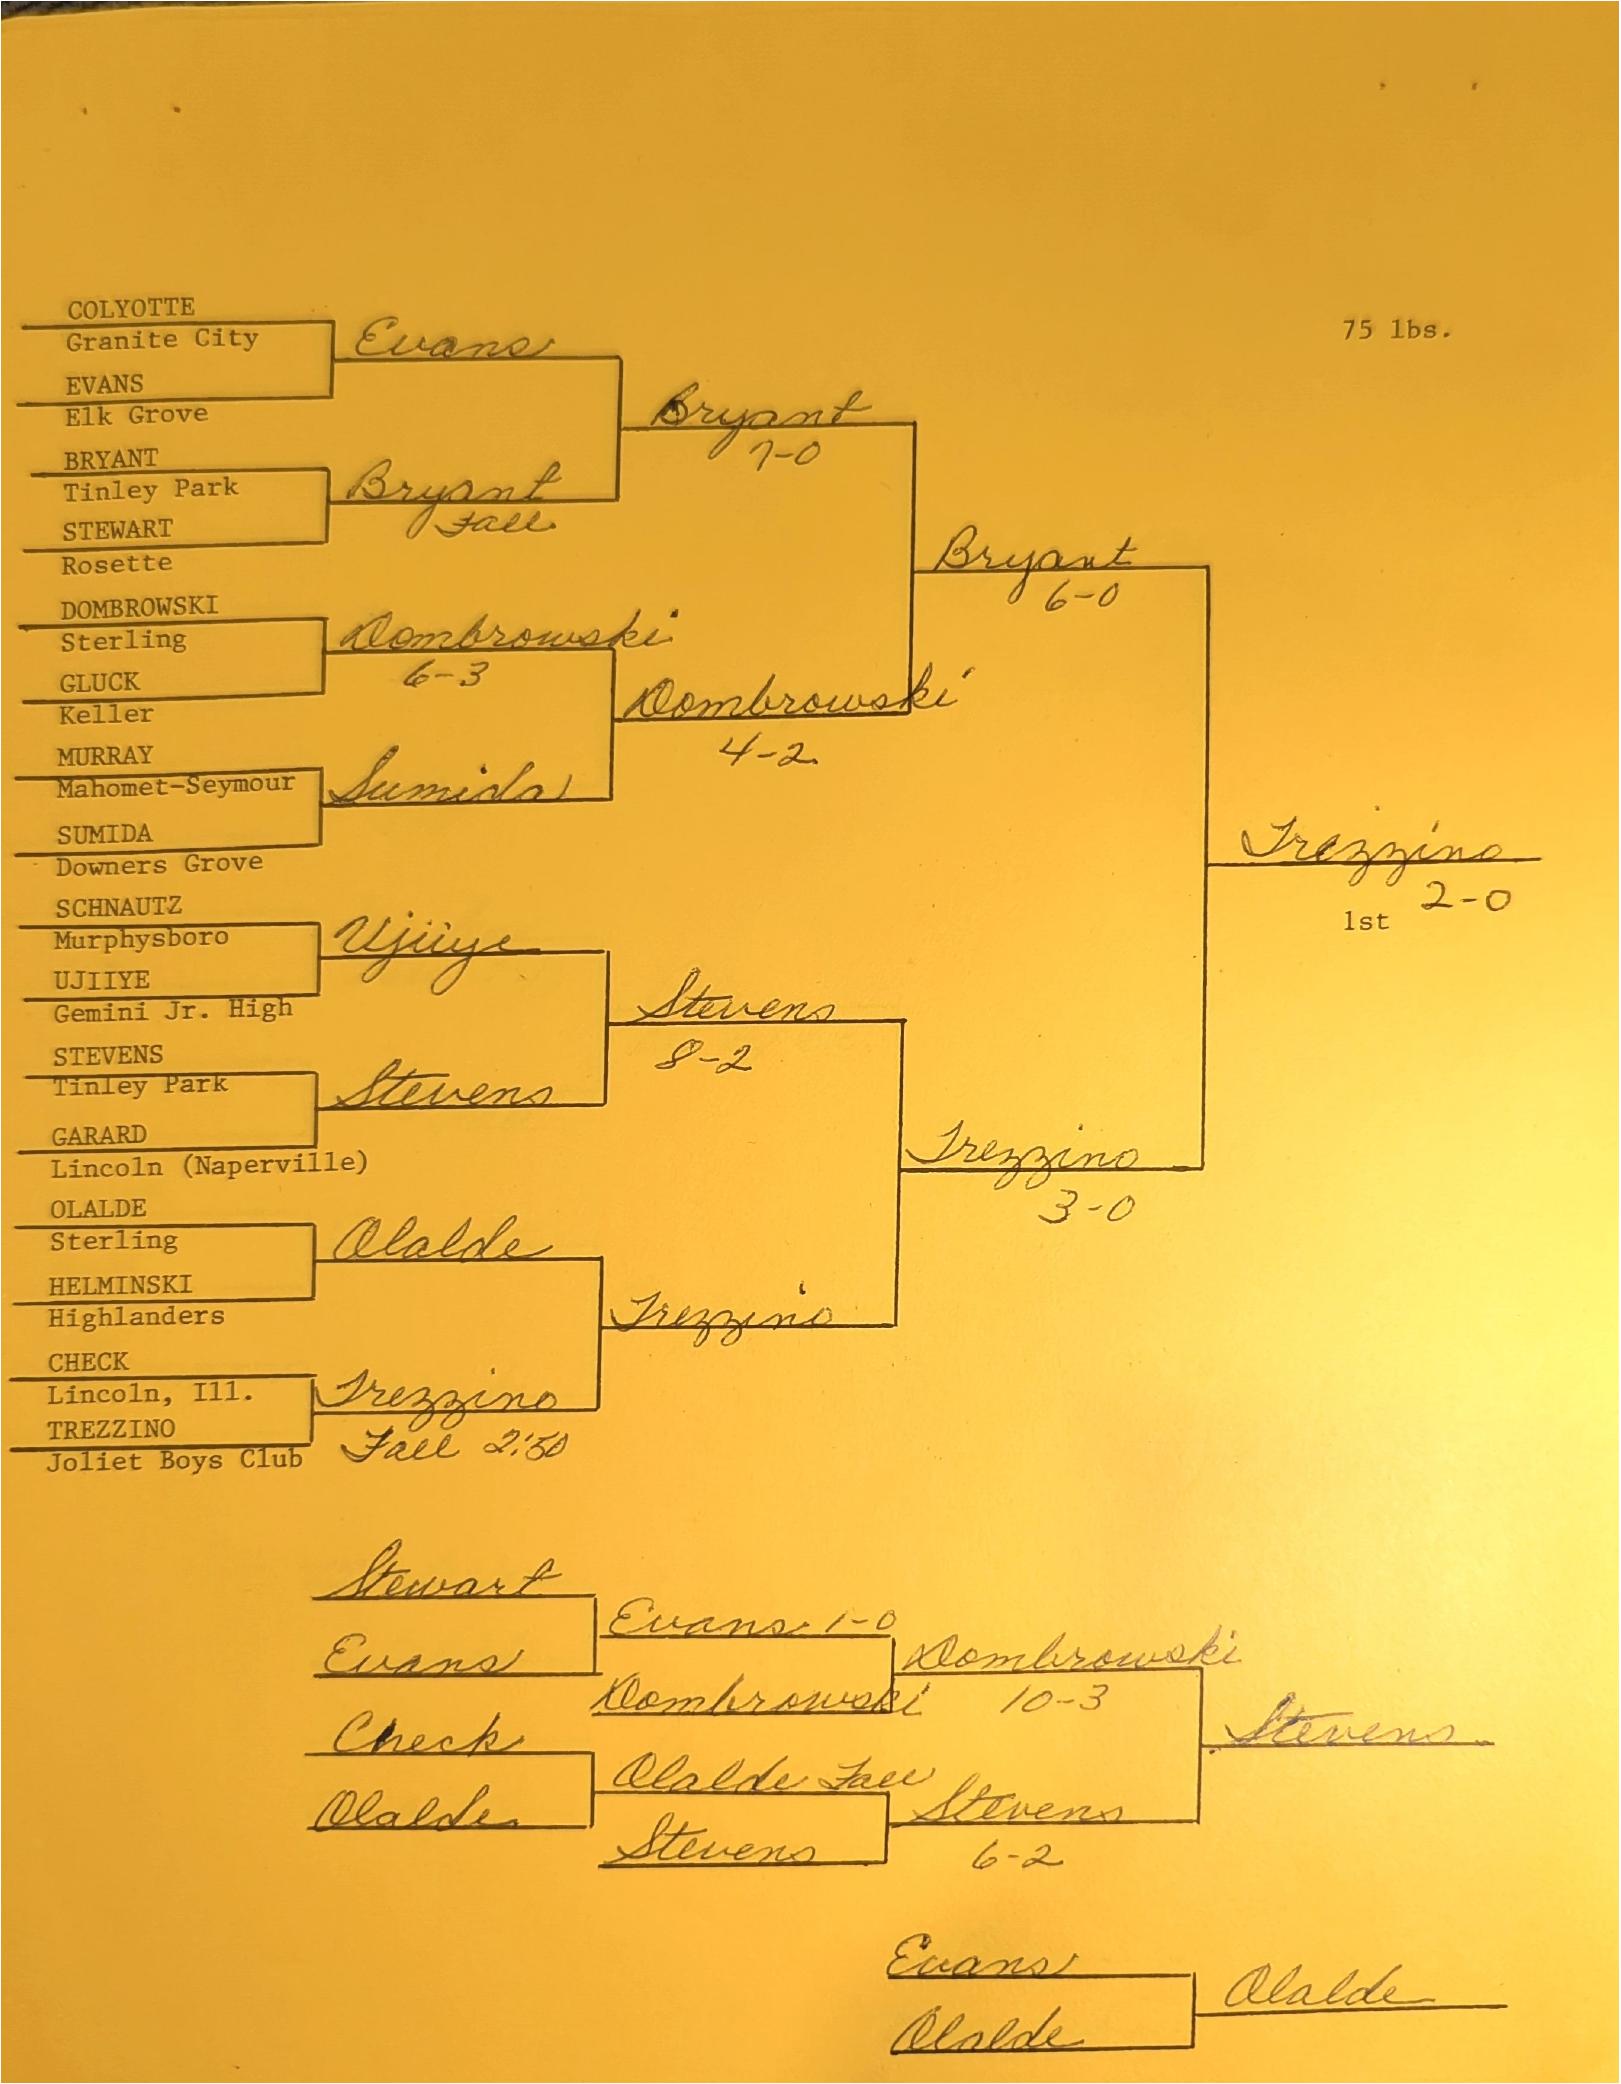 75 lbs.
COLYOTTE
Granite City
Evans
EVANS
Elk Grove
Bryant
7-0
BRYANT
Tinley Park
Bryant
Fall
STEWART
Rosette
Bryant
6-0
DOMBROWSKI
Sterling
Dombrowski
6-3
GLUCK
Keller
Dombrowski
4-2
MURRAY
Mahomet-Seymour
Sumida
SUMIDA
Downers Grove
Trezzino
2-0
1st
SCHNAUTZ
Murphysboro
Ujiiye
UJIIYE
Gemini Jr. High
Stevens
8-2
STEVENS
Tinley Park
Stevens
GARARD
Lincoln (Naperville)
Trezzino
3-0
OLALDE
Sterling
Olalde
HELMINSKI
Highlanders
Trezzino
CHECK
Lincoln, Ill.
Trezzino
Fall 2:50
TREZZINO
Joliet Boys Club
Stewart
Evans 1-0
Evans
Dombrowski
10-3
Dombrowski
Check
Stevens
Olalde Fall
Olalde
Stevens
6-2
Stevens
Evans
Olalde
Olalde